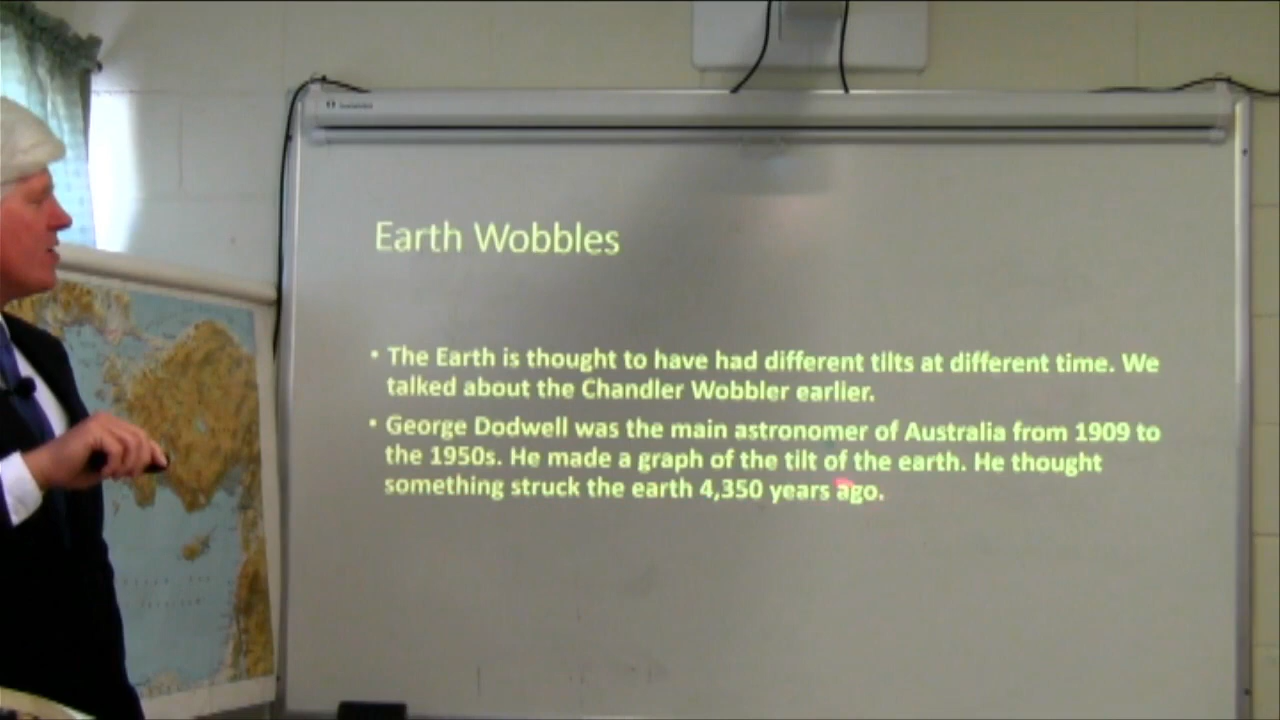 Earth Wobbles
• The Earth is thought to have had different tilts at different time. We
talked about the Chandler Wobbler earlier.
• George Dodwell was the main astronomer of Australia from 1909 to
the 1950s. He made a graph of the tilt of the earth. He thought
something struck the earth 4,350 years ago.